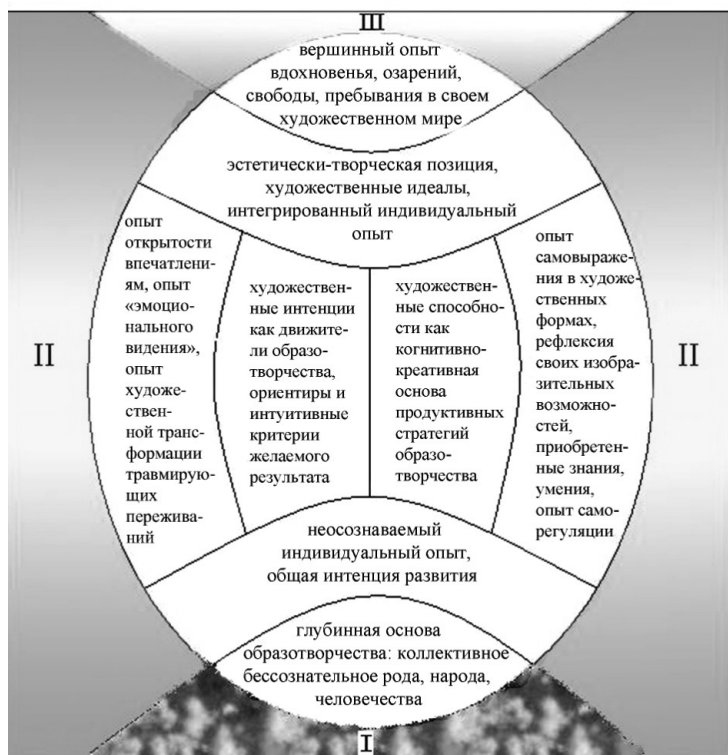 III
вершинный опыт
вдохновенья, озарений,
свободы, пребывания в своем
художественном мире
эстетически-творческая позиция,
художественные идеалы,
интегрированный индивидуальный
опыт
II
опыт
открытости
впечатлени-
ям, опыт
«эмоцио-
нального
видения»,
опыт
художе-
ствен-
ной транс-
формации
травмирую-
щих
пережива-
ний
художествен-
ные интенции
как движите-
ли образо-
творчества,
ориентиры и
интуитивные
критерии
желаемого
результата
художествен-
ные способно-
сти как
когнитивно-
креативная
основа
продуктивных
стратегий
образо-
творчества
опыт
самовыраже-
ния в художе-
ственных
формах,
рефлексия
своих изобра-
зительных
возможно-
стей,
приобретен-
ные знания,
умения,
опыт само-
регуляции
II
неосознаваемый
индивидуальный опыт,
общая интенция развития
глубинная основа
образотворчества: коллективное
бессознательное рода, народа,
человечества
I